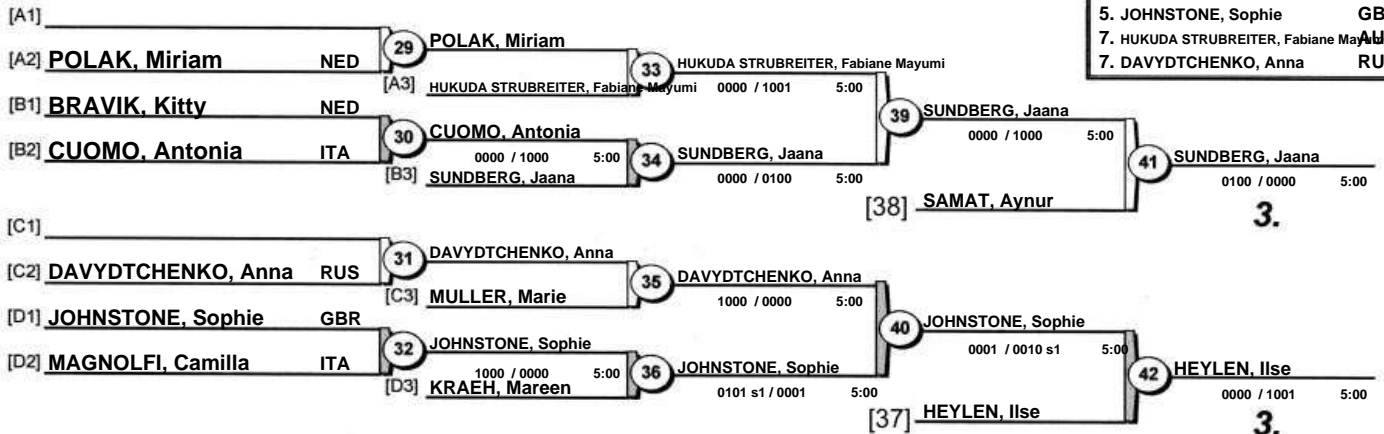 [A1]
[A2] POLAK, Miriam NED
29
POLAK, Miriam
[A3] HUKUDA STRUBREITER, Fabiane Mayumi
33
HUKUDA STRUBREITER, Fabiane Mayumi
0000 / 1001 5:00
[B1] BRAVIK, Kitty NED
[B2] CUOMO, Antonia ITA
30
CUOMO, Antonia
0000 / 1000 5:00
[B3] SUNDBERG, Jaana
34
SUNDBERG, Jaana
0000 / 0100 5:00
39
SUNDBERG, Jaana
0000 / 1000 5:00
[38] SAMAT, Aynur
41
SUNDBERG, Jaana
0100 / 0000 5:00
3.
[C1]
[C2] DAVYDTCHENKO, Anna RUS
31
DAVYDTCHENKO, Anna
[C3] MULLER, Marie
35
DAVYDTCHENKO, Anna
1000 / 0000 5:00
[D1] JOHNSTONE, Sophie GBR
[D2] MAGNOLFI, Camilla ITA
32
JOHNSTONE, Sophie
1000 / 0000 5:00
[D3] KRAEH, Mareen
36
JOHNSTONE, Sophie
0101 s1 / 0001 5:00
40
JOHNSTONE, Sophie
0001 / 0010 s1 5:00
[37] HEYLEN, Ilse
42
HEYLEN, Ilse
0000 / 1001 5:00
3.
5. JOHNSTONE, Sophie GB
7. HUKUDA STRUBREITER, Fabiane Mayumi AU
7. DAVYDTCHENKO, Anna RU